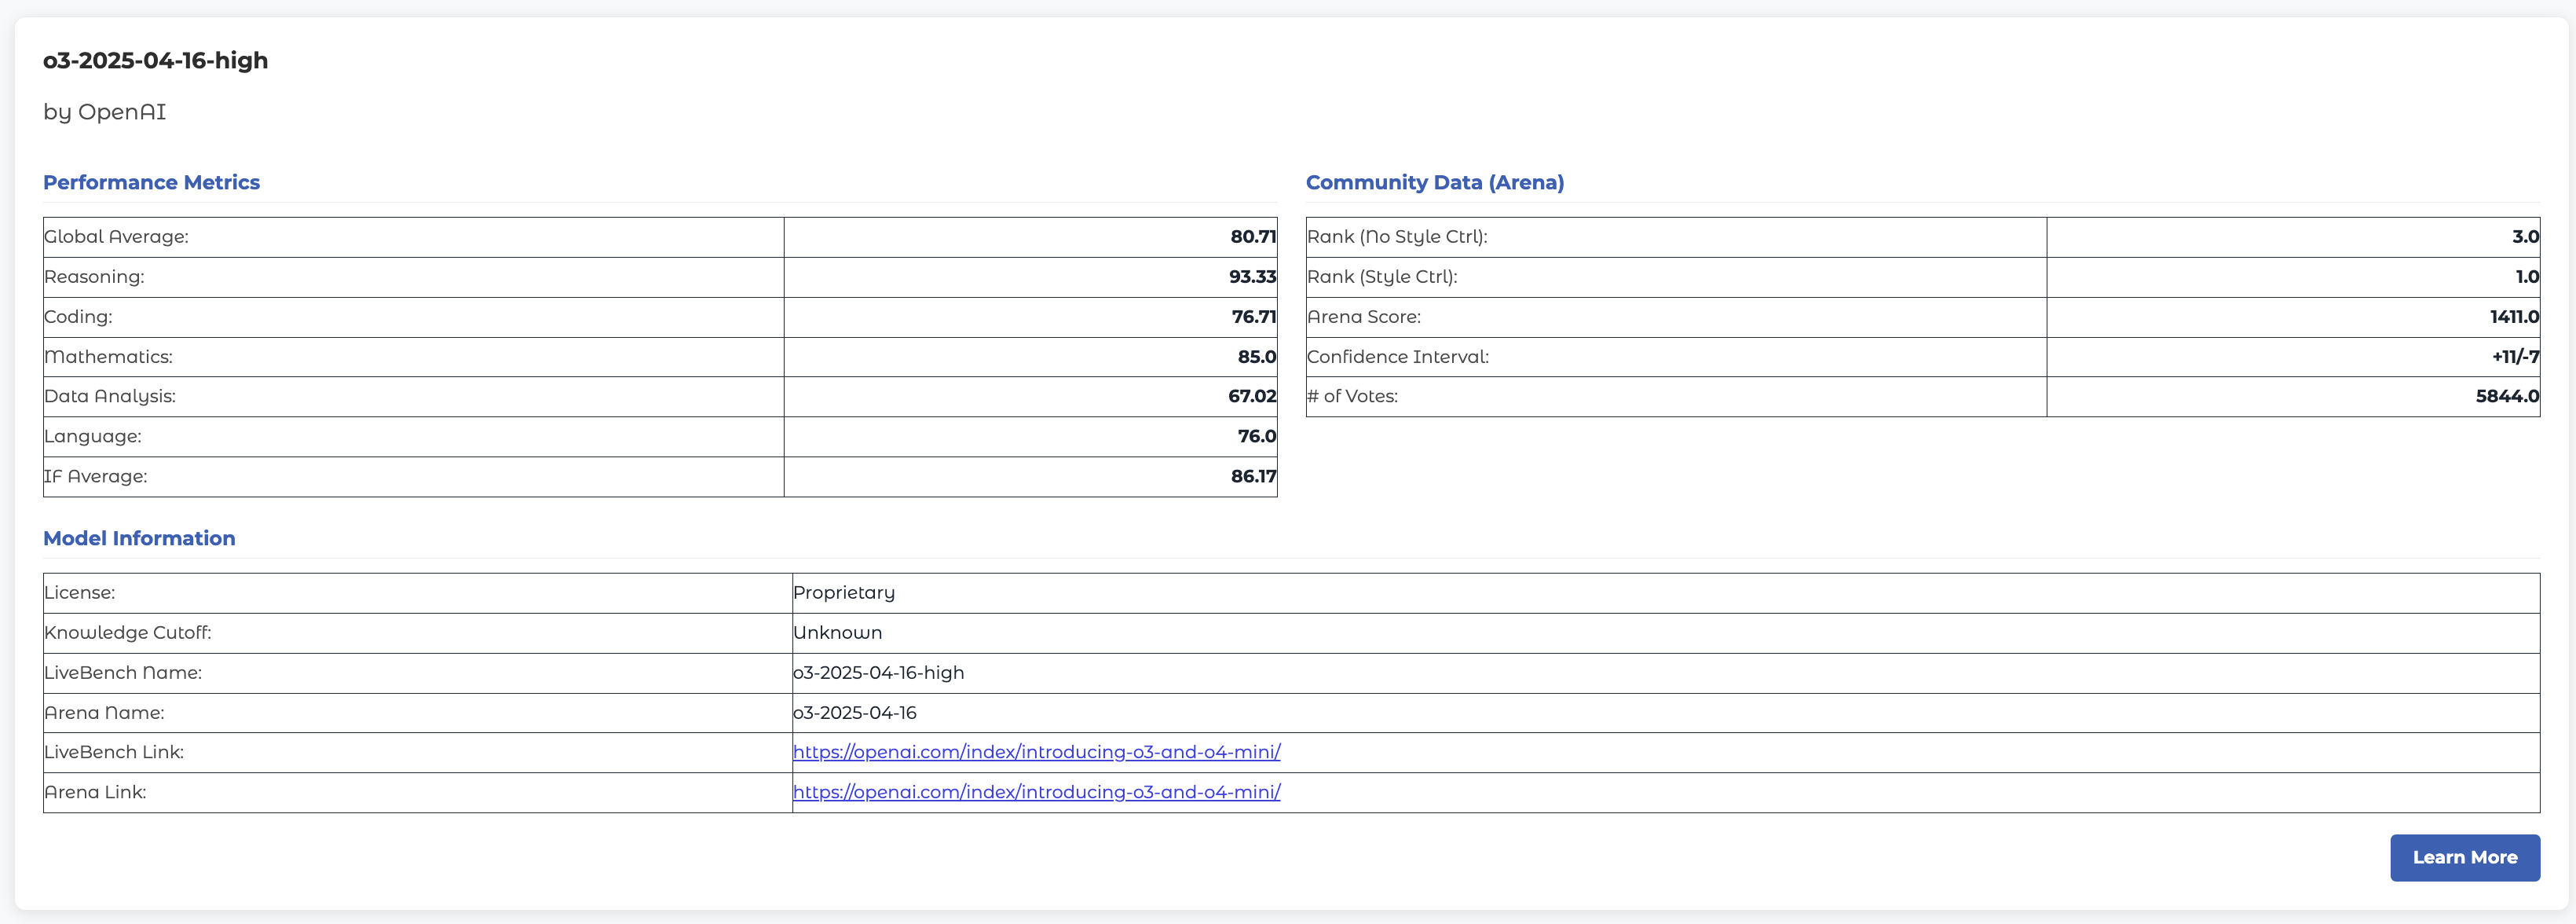 o3-2025-04-16-high
by OpenAI
Performance Metrics
Global Average: 80.71
Reasoning: 93.33
Coding: 76.71
Mathematics: 85.0
Data Analysis: 67.02
Language: 76.0
IF Average: 86.17
Community Data (Arena)
Rank (No Style Ctrl): 3.0
Rank (Style Ctrl): 1.0
Arena Score: 1411.0
Confidence Interval: +11/-7
# of Votes: 5844.0
Model Information
License: Proprietary
Knowledge Cutoff: Unknown
LiveBench Name: o3-2025-04-16-high
Arena Name: o3-2025-04-16
LiveBench Link: https://openai.com/index/introducing-o3-and-o4-mini/
Arena Link: https://openai.com/index/introducing-o3-and-o4-mini/
Learn More